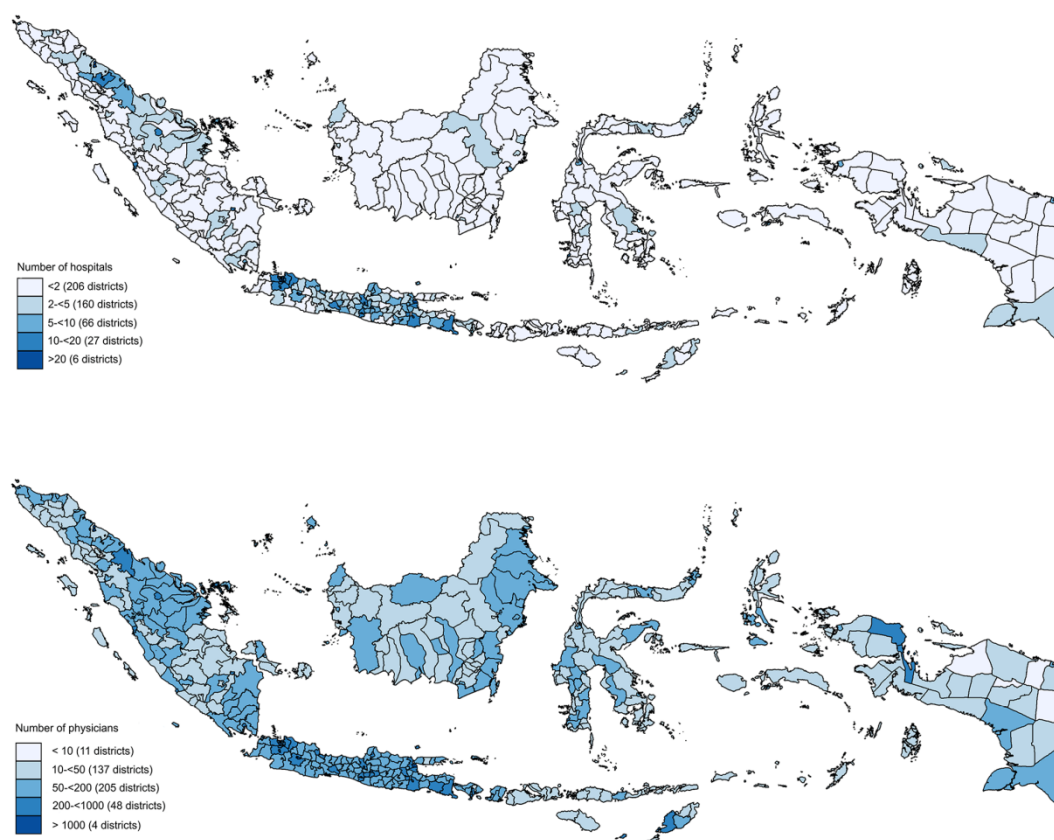 Number of hospitals
<2 (206 districts)
2-<5 (160 districts)
5-<10 (66 districts)
10-<20 (27 districts)
>20 (6 districts)
Number of physicians
< 10 (11 districts)
10-<50 (137 districts)
50-<200 (205 districts)
200-<1000 (48 districts)
> 1000 (4 districts)